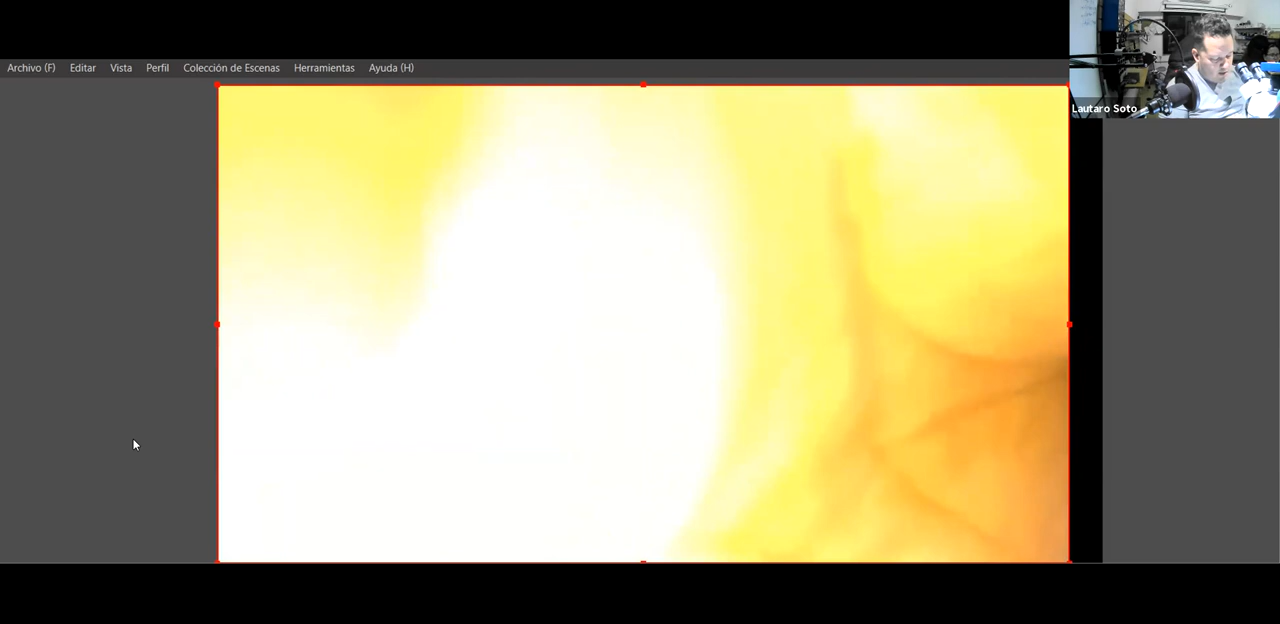 Archivo (F) Editar Vista Perfil Colección de Escenas Herramientas Ayuda (H)
Lautaro Soto